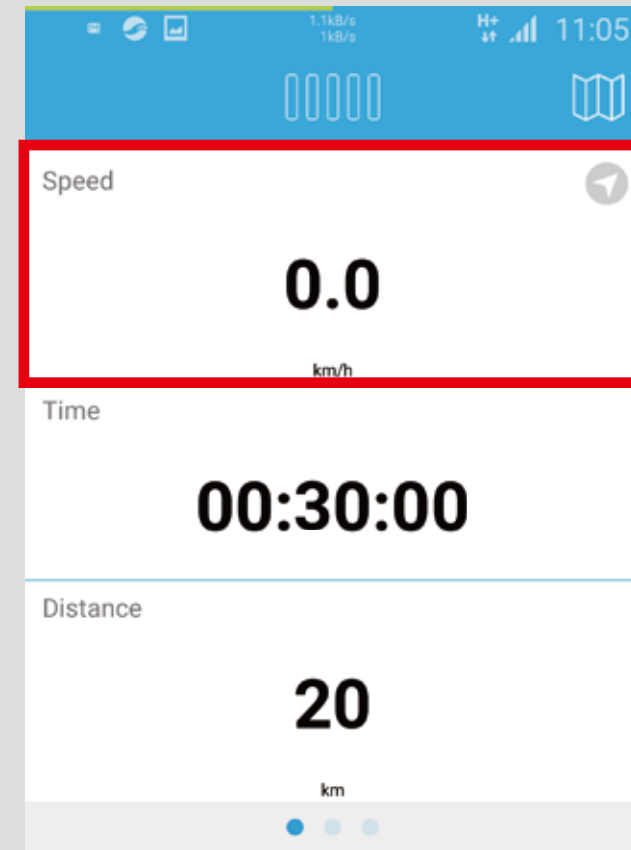 1.1kB/s
1kB/s
H+
11:05
Speed
0.0
km/h
Time
00:30:00
Distance
20
km